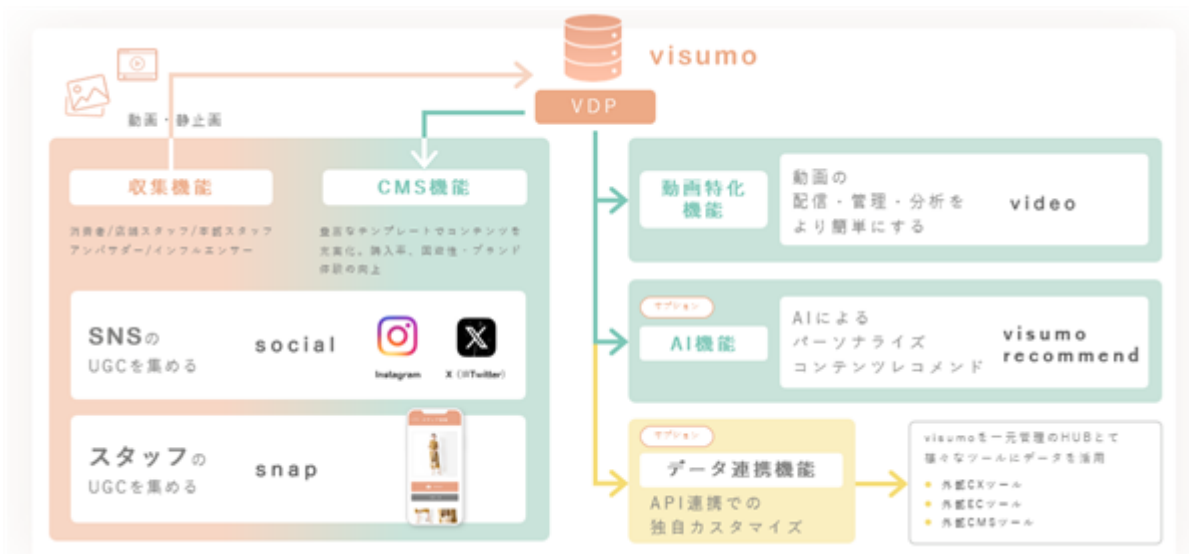 visumo
VDP
動画・静止画
収集機能
消費者/店舗スタッフ/本部スタッフ
アンバサダー/インフルエンサー
CMS機能
豊富なテンプレートでコンテンツを
充実化。購入率、回遊性・ブランド
信頼の向上
SNSの
UGCを集める
social
Instagram
X（旧Twitter）
スタッフの
UGCを集める
snap
動画特化
機能
動画の
配信・管理・分析を
より簡単にする
video
オプション
AI機能
AIによる
パーソナライズ
コンテンツレコメンド
visumo
recommend
オプション
データ連携機能
API連携での
独自カスタマイズ
visumoを一元管理のHUBとて
様々なツールにデータを活用
外部CXツール
外部ECツール
外部CMSツール